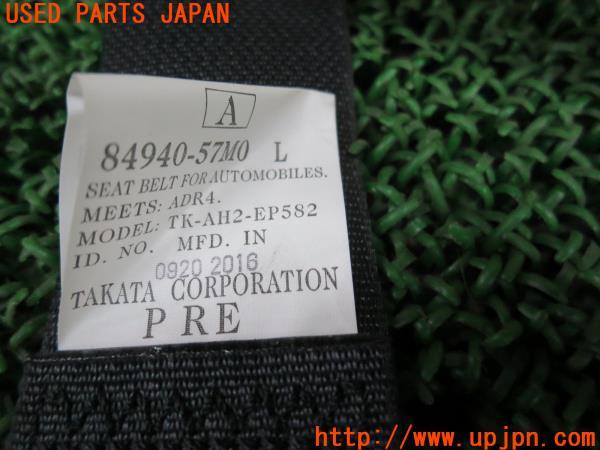 USED PARTS JAPAN
A
84940-57M0 L
SEAT BELT FOR AUTOMOBILES.
MEETS: ADR4.
MODEL: TK-AH2-EP582
ID. NO. MFD. IN
0920 2016
TAKATA CORPORATION
PRE
http://www.upjpn.com/